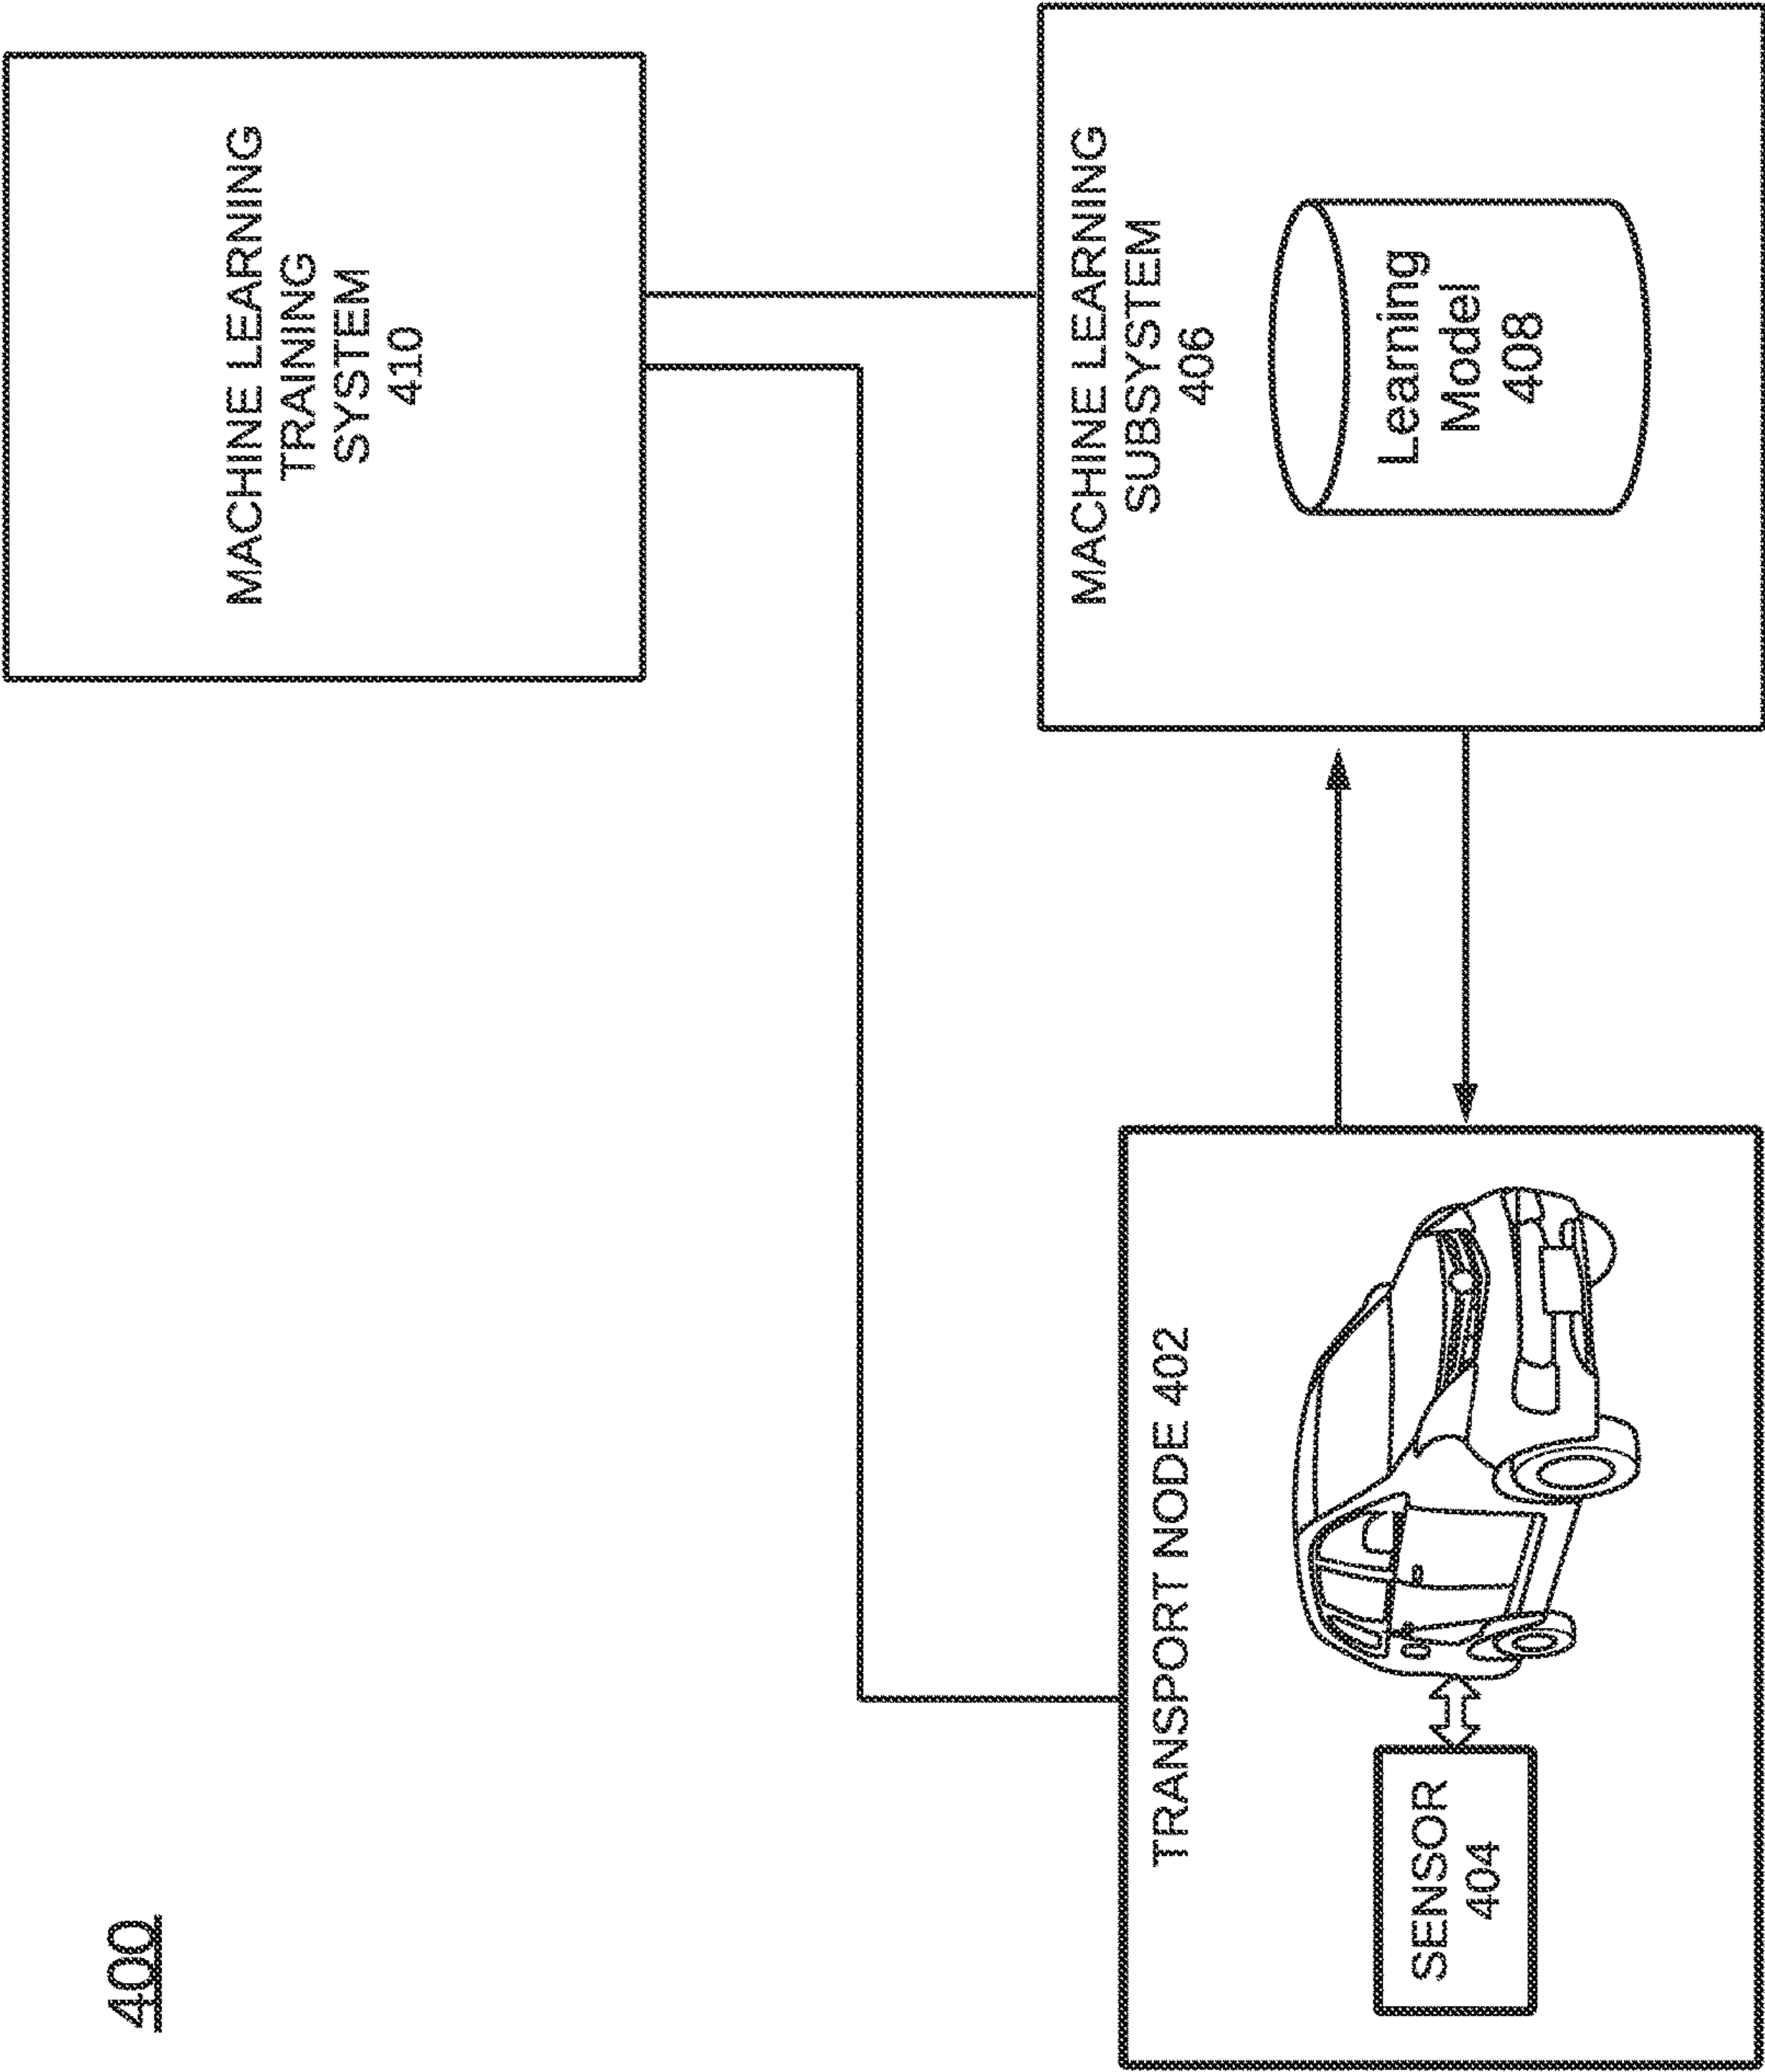 400
MACHINE LEARNING
TRAINING
SYSTEM
410
TRANSPORT NODE 402
SENSOR
404
MACHINE LEARNING
SUBSYSTEM
406
Learning
Model
408